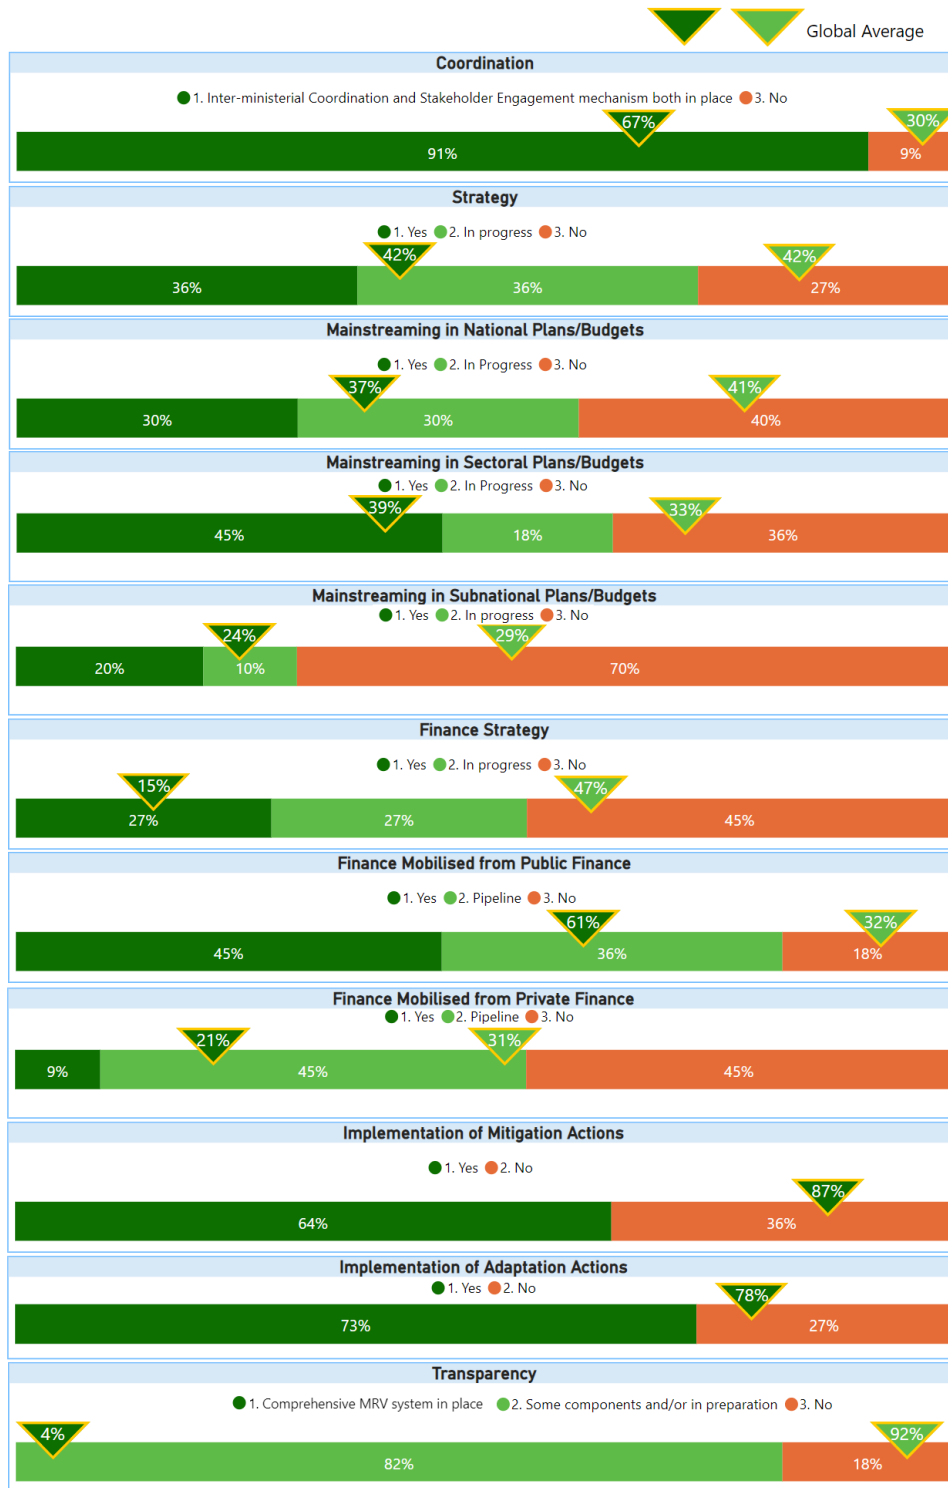 Global Average
Coordination
1. Inter-ministerial Coordination and Stakeholder Engagement mechanism both in place 3. No
67% 30%
91% 9%
Strategy
1. Yes 2. In progress 3. No
42% 42%
36% 36% 27%
Mainstreaming in National Plans/Budgets
1. Yes 2. In Progress 3. No
37% 41%
30% 30% 40%
Mainstreaming in Sectoral Plans/Budgets
1. Yes 2. In Progress 3. No
39% 33%
45% 18% 36%
Mainstreaming in Subnational Plans/Budgets
1. Yes 2. In progress 3. No
24% 29%
20% 10% 70%
Finance Strategy
1. Yes 2. In progress 3. No
15% 47%
27% 27% 45%
Finance Mobilised from Public Finance
1. Yes 2. Pipeline 3. No
61% 32%
45% 36% 18%
Finance Mobilised from Private Finance
1. Yes 2. Pipeline 3. No
21% 31%
9% 45% 45%
Implementation of Mitigation Actions
1. Yes 2. No
87%
64% 36%
Implementation of Adaptation Actions
1. Yes 2. No
78%
73% 27%
Transparency
1. Comprehensive MRV system in place 2. Some components and/or in preparation 3. No
4% 92%
82% 18%